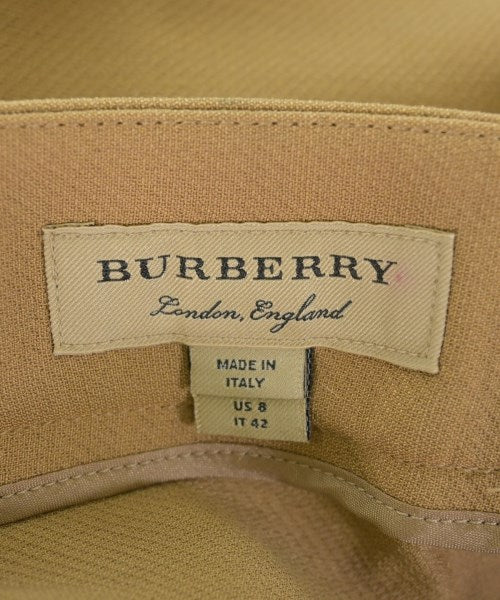 BURBERRY
London, England
MADE IN
ITALY
US 8
IT 42